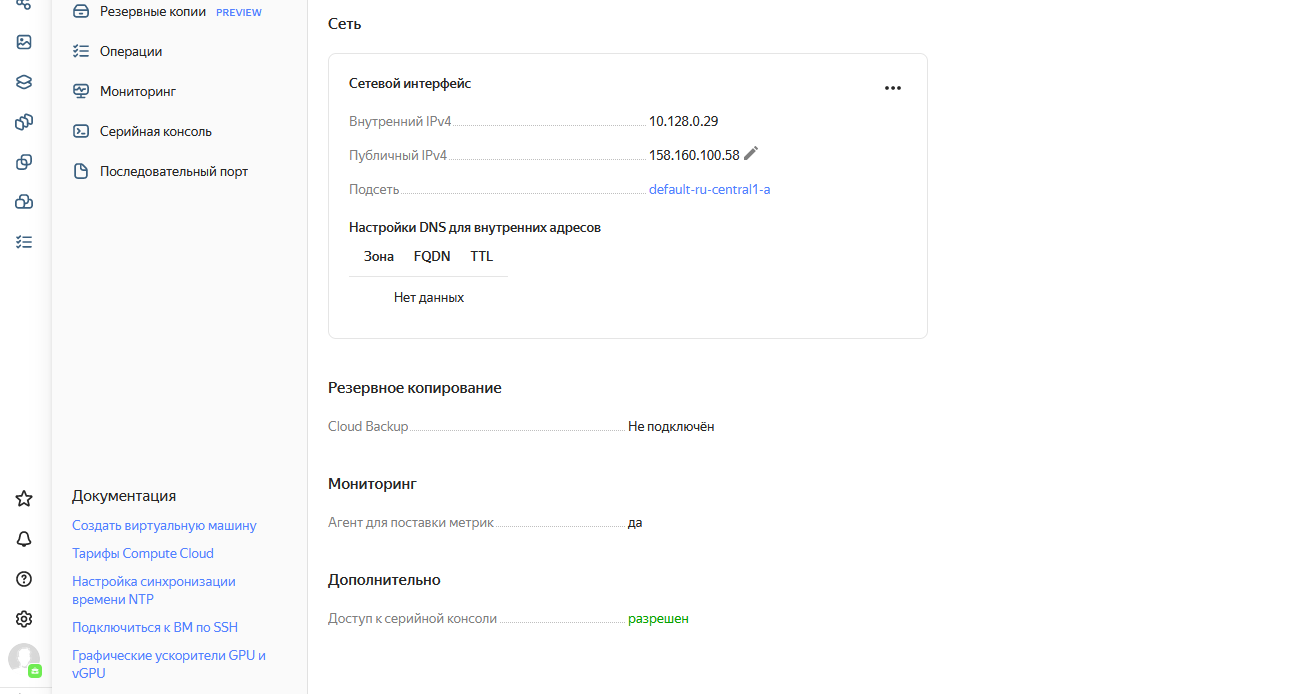 Резервные копии PREVIEW
Операции
Мониторинг
Серийная консоль
Последовательный порт
Документация
Создать виртуальную машину
Тарифы Compute Cloud
Настройка синхронизации
времени NTP
Подключиться к ВМ по SSH
Графические ускорители GPU и
vGPU
Сеть
Сетевой интерфейс
Внутренний IPv4 10.128.0.29
Публичный IPv4 158.160.100.58
Подсеть default-ru-central1-a
Настройки DNS для внутренних адресов
Зона FQDN TTL
Нет данных
Резервное копирование
Cloud Backup Не подключён
Мониторинг
Агент для поставки метрик да
Дополнительно
Доступ к серийной консоли разрешен